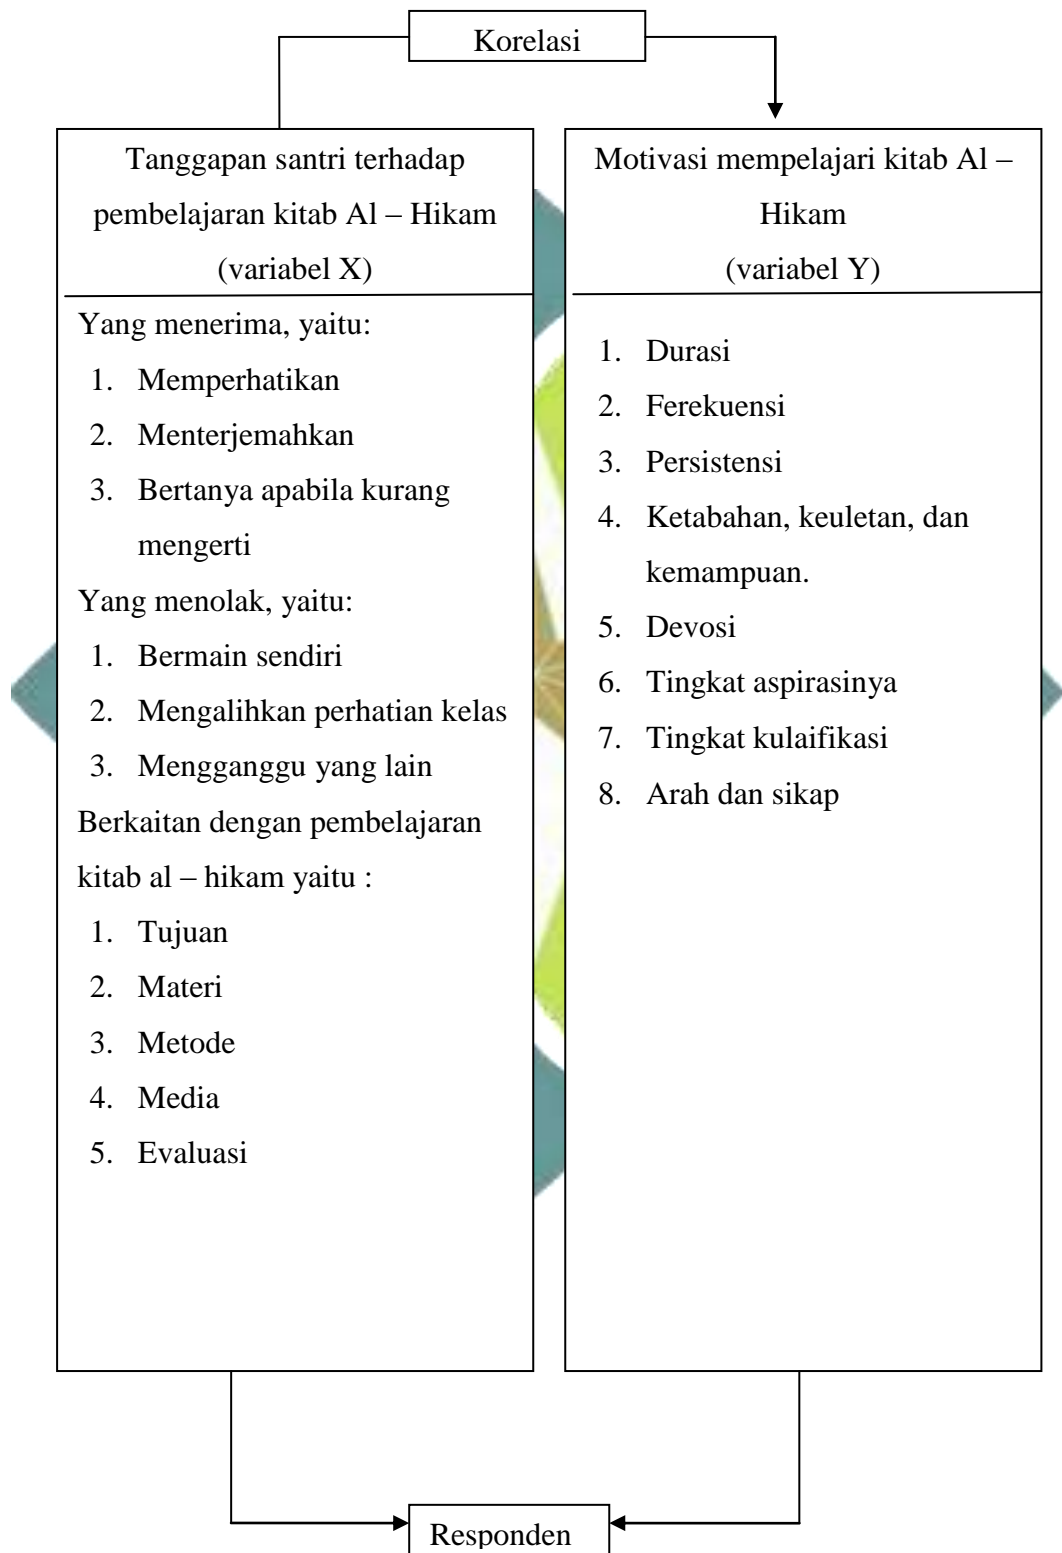 Korelasi
Tanggapan santri terhadap
pembelajaran kitab Al – Hikam
(variabel X)
Yang menerima, yaitu:
1. Memperhatikan
2. Menterjemahkan
3. Bertanya apabila kurang
mengerti
Yang menolak, yaitu:
1. Bermain sendiri
2. Mengalihkan perhatian kelas
3. Mengganggu yang lain
Berkaitan dengan pembelajaran
kitab al – hikam yaitu :
1. Tujuan
2. Materi
3. Metode
4. Media
5. Evaluasi
Motivasi mempelajari kitab Al –
Hikam
(variabel Y)
1. Durasi
2. Ferekuensi
3. Persistensi
4. Ketabahan, keuletan, dan
kemampuan.
5. Devosi
6. Tingkat aspirasinya
7. Tingkat kulaifikasi
8. Arah dan sikap
Responden